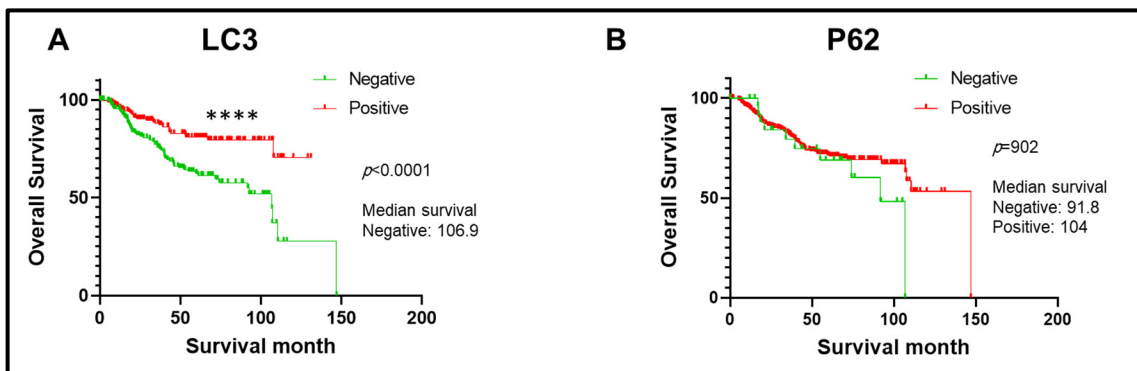 A
LC3
Negative
Positive
****
p<0.0001
Median survival
Negative: 106.9
Overall Survival
100
50
0
0 50 100 150 200
Survival month
B
P62
Negative
Positive
p=902
Median survival
Negative: 91.8
Positive: 104
Overall Survival
100
50
0
0 50 100 150 200
Survival month